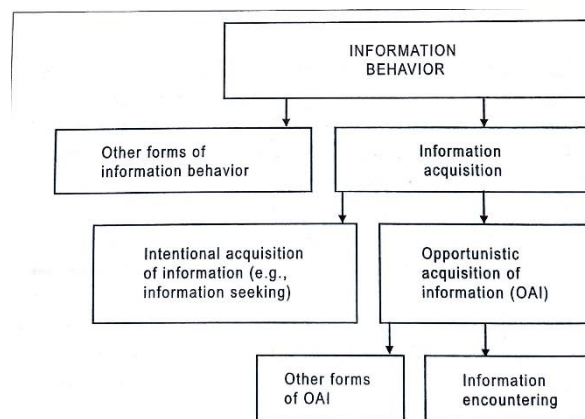 INFORMATION
BEHAVIOR
Other forms of
information behavior
Information
acquisition
Intentional acquisition
of information (e.g.,
information seeking)
Opportunistic
acquisition of
information (OAI)
Other forms
of OAI
Information
encountering